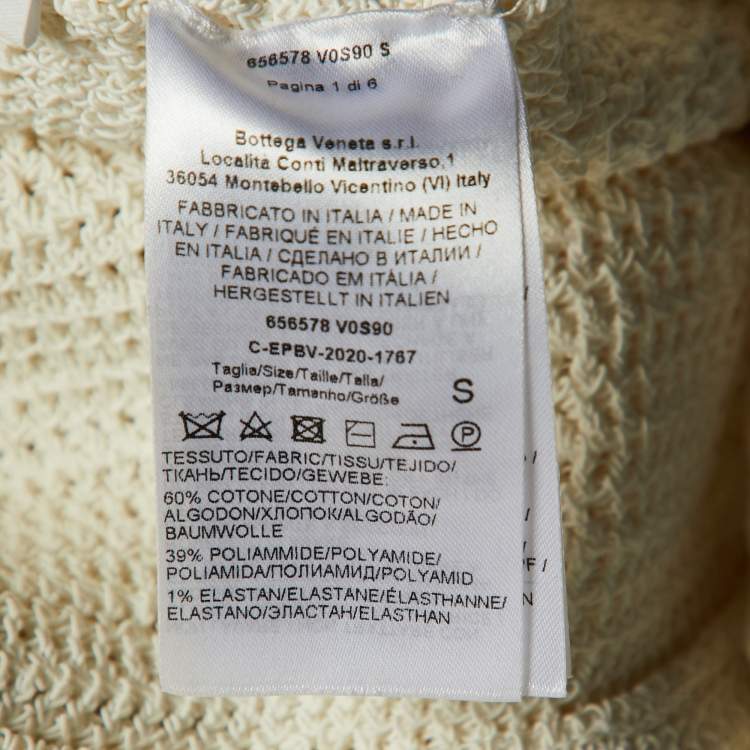 656578 V0S90 S
Pagina 1 di 6
Bottega Veneta s.r.l.
Località Conti Maltraverso,1
36054 Montebello Vicentino (VI) Italy
FABBRICATO IN ITALIA / MADE IN
ITALY / FABRIQUÉ EN ITALIE / HECHO
EN ITALIA / СДЕЛАНО В ИТАЛИИ /
FABRICADO EM ITÁLIA /
HERGESTELLT IN ITALIEN
656578 V0S90
C-EPBV-2020-1767
Taglia/Size/Taille/Talla/
Размер/Tamanho/Größe
S
P
TESSUTO/FABRIC/TISSU/TEJIDO/
ТКАНЬ/TECIDO/GEWEBE:
60% COTONE/COTTON/COTON/
ALGODON/ХЛОПОК/ALGODÃO/
BAUMWOLLE
39% POLIAMMIDE/POLYAMIDE/
POLIAMIDA/ПОЛИАМИД/POLYAMID
1% ELASTAN/ELASTANE/ÉLASTHANNE/
ELASTANO/ЭЛАСТАН/ELASTHAN